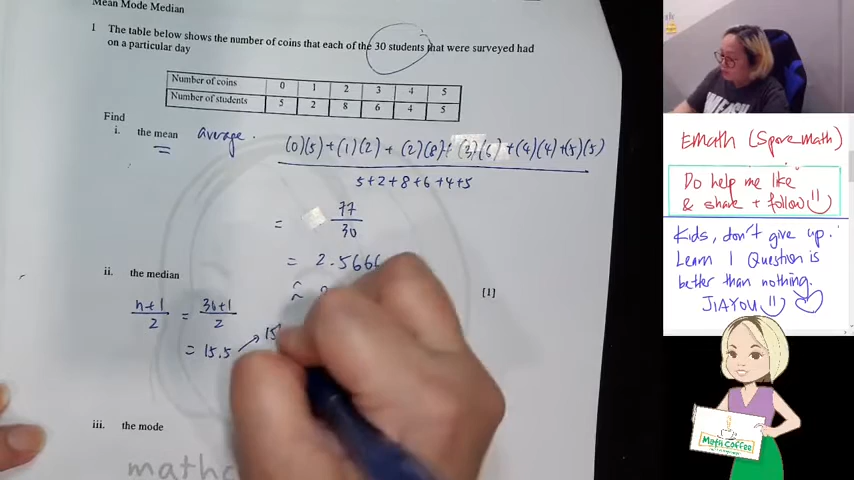 Mean Mode Median
1 The table below shows the number of coins that each of the 30 students that were surveyed had
on a particular day
Number of coins 0 1 2 3 4 5
Number of students 5 2 8 6 4 5
Find
i. the mean average.
(0)(5)+(1)(2)+(2)(8)+(3)(6)+(4)(4)+(5)(5)
5+2+8+6+4+5
= 77
30
= 2.5666
≈
[1]
ii. the median
n+1 = 30+1
2 2
= 15.5 15
iii. the mode
Emath (Spore math)
Do help me like
& share + follow
Kids, don't give up.
Learn 1 Question is
better than nothing.
JIAYOU
Math Coffee